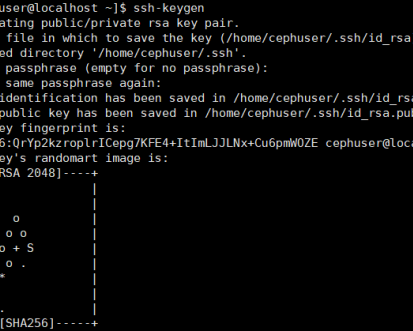 user@localhost ~]$ ssh-keygen
ating public/private rsa key pair.
file in which to save the key (/home/cephuser/.ssh/id_rsa
ed directory '/home/cephuser/.ssh'.
passphrase (empty for no passphrase):
same passphrase again:
identification has been saved in /home/cephuser/.ssh/id_rsa
public key has been saved in /home/cephuser/.ssh/id_rsa.pub
ey fingerprint is:
6:QrYp2kzroplrICepg7KFE4+ItImLJJLNx+Cu6pmWOZE cephuser@loca
ey's randomart image is:
RSA 2048]----+
|
|
o |
o o |
o + S |
o . |
* |
|
. |
[SHA256]-----+